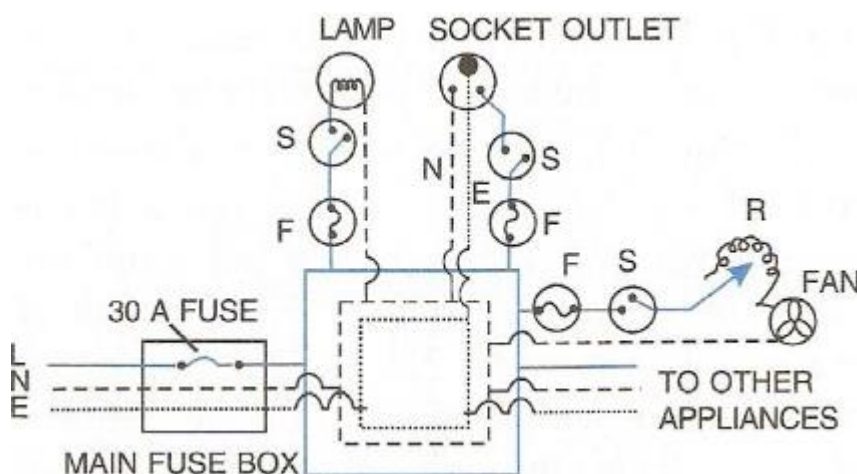 LAMP
SOCKET OUTLET
S
N
S
E
F
F
R
F
S
FAN
30 A FUSE
L
N
E
TO OTHER
APPLIANCES
MAIN FUSE BOX